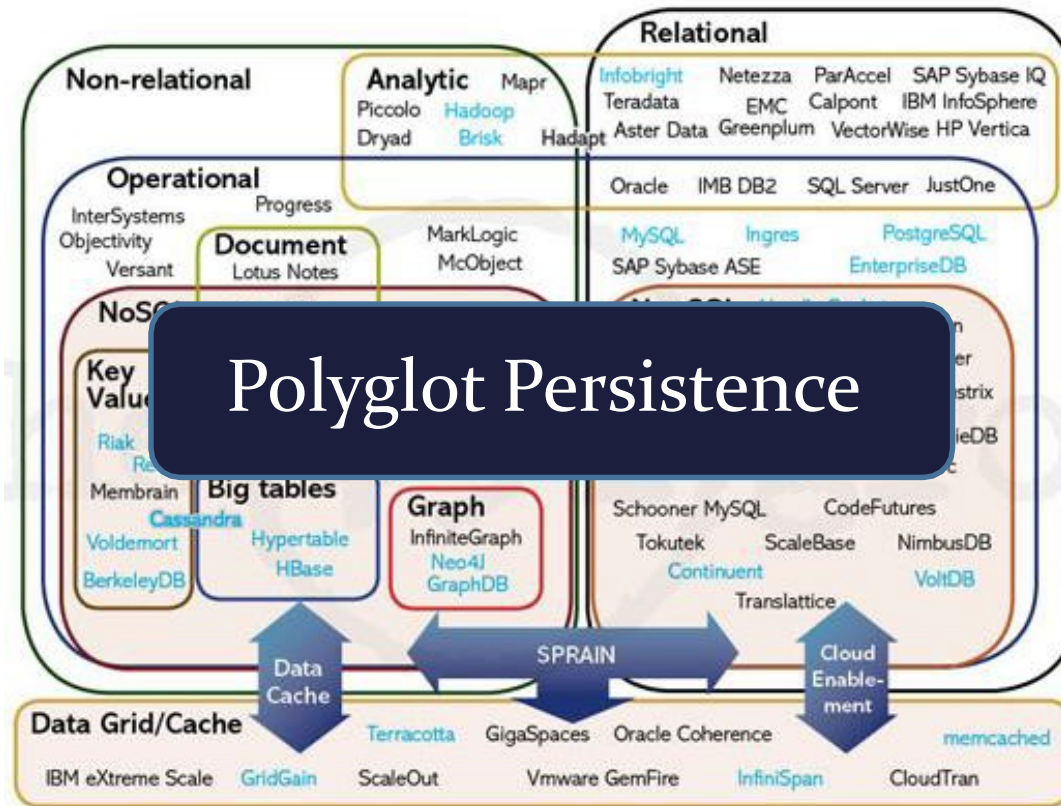 Relational
Non-relational
Analytic Mapr
Piccolo Hadoop
Dryad Brisk Hadapt
Infobright Netezza ParAccel SAP Sybase IQ
Teradata EMC Calpont IBM InfoSphere
Aster Data Greenplum VectorWise HP Vertica
Operational
Progress
InterSystems
Objectivity
Versant
Document
Lotus Notes
MarkLogic
McObject
Oracle IMB DB2 SQL Server JustOne
MySQL Ingres PostgreSQL
SAP Sybase ASE EnterpriseDB
Polyglot Persistence
Key
Riak
Membrain
Cassandra
Voldemort
BerkeleyDB
Big tables
Hypertable
HBase
Graph
InfiniteGraph
Neo4J
GraphDB
Schooner MySQL CodeFutures
Tokutek ScaleBase NimbusDB
Continuent VoltDB
Translattice
Data
Cache
SPRAIN
Cloud
Enable-
ment
Data Grid/Cache
Terracotta GigaSpaces Oracle Coherence memcached
IBM eXtreme Scale GridGain ScaleOut Vmware GemFire InfiniSpan CloudTran